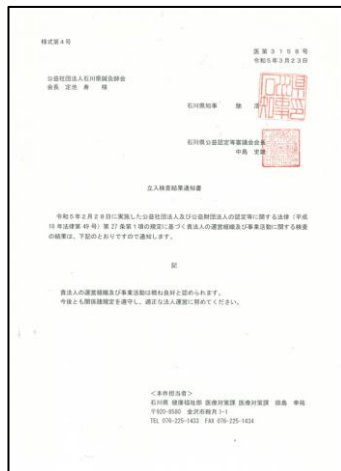 様式第4号
医第3158号
令和5年3月23日
公益社団法人石川県鍼灸師会
会長 定池 寿 様
石川県知事 馳 浩
石川県公益認定等審議会会長
中島 史雄
立入検査結果通知書
令和5年2月28日に実施した公益社団法人及び公益財団法人の認定等に関する法律(平成
18年法律第49号)第27条第1項の規定に基づく貴法人の運営組織及び事業活動に関する検査
の結果は、下記のとおりですので通知します。
記
貴法人の運営組織及び事業活動は概ね良好と認められます。
今後とも関係諸規定を遵守し、適正な法人運営に努めてください。
<本件担当者>
石川県 健康福祉部 医療対策課 医療対策課
〒920-8580 金沢市鞍月1-1
TEL 076-225-1433 FAX 076-225-1434